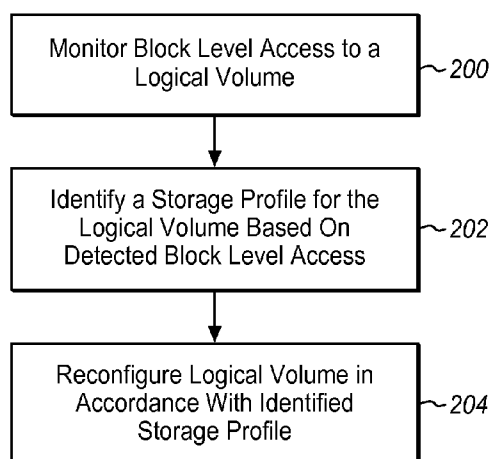 Monitor Block Level Access to a
Logical Volume
200
Identify a Storage Profile for the
Logical Volume Based On
Detected Block Level Access
202
Reconfigure Logical Volume in
Accordance With Identified
Storage Profile
204